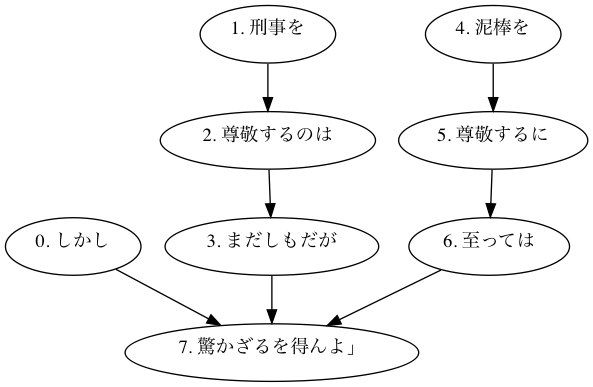 1. 刑事を
4. 泥棒を
2. 尊敬するのは
5. 尊敬するに
0. しかし
3. まだしもだが
6. 至っては
7. 驚かざるを得んよ」